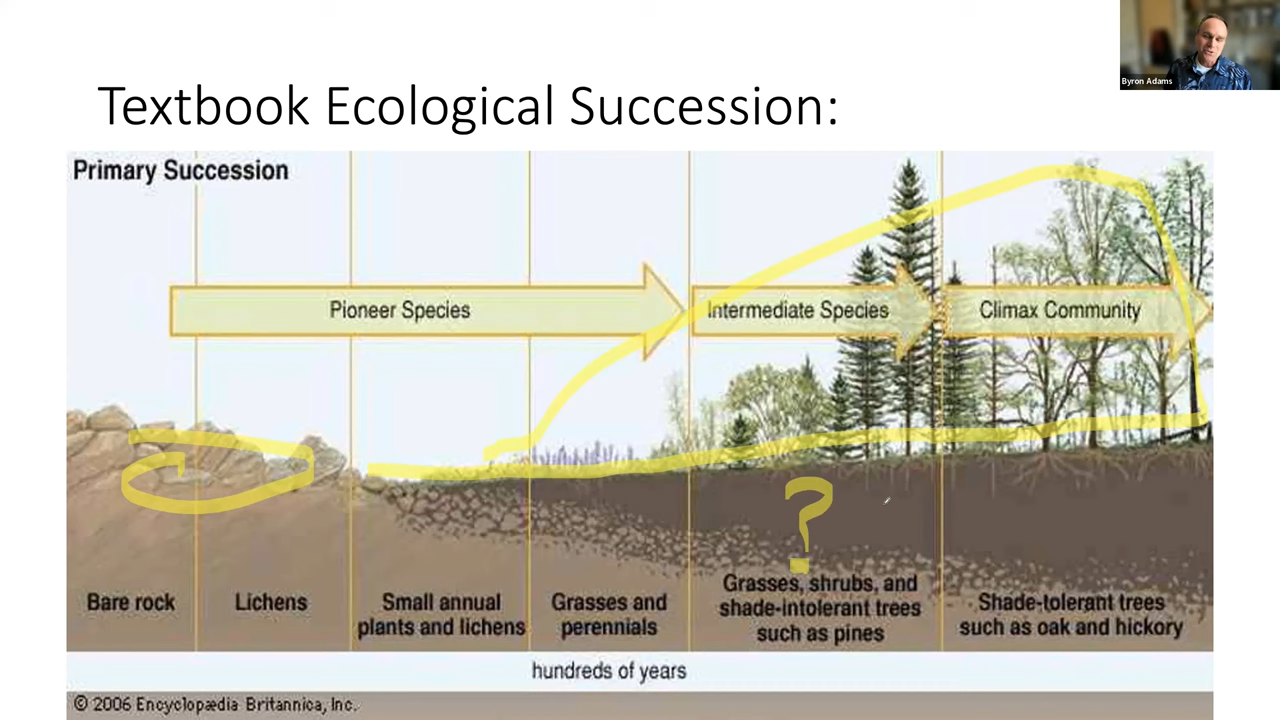 Byron Adams
Textbook Ecological Succession:
Primary Succession
Pioneer Species
Intermediate Species
Climax Community
Bare rock
Lichens
Small annual
plants and lichens
Grasses and
perennials
Grasses, shrubs, and
shade-intolerant trees
such as pines
Shade-tolerant trees
such as oak and hickory
?
hundreds of years
© 2006 Encyclopædia Britannica, Inc.